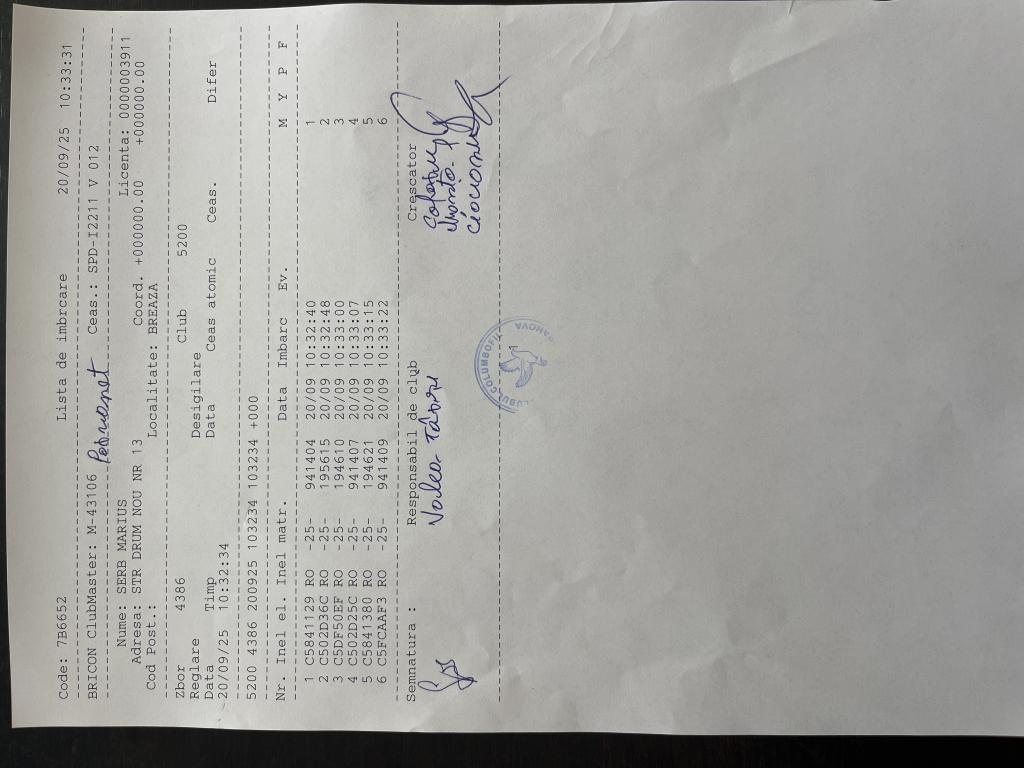 Code: 7B6652 Lista de imbrcare 20/09/25 10:33:31
BRICON ClubMaster: M-43106 Ceas.: SPD-I2211 V 012
Nume: SERB MARIUS Licenta: 0000003911
Adresa: STR DRUM NOU NR 13 Coord. +000000.00 +000000.00
Cod Post.: Localitate: BREAZA
Zbor 4386 Club 5200
Reglare Desigilare
Data Timp Data Ceas atomic Ceas. Difer
20/09/25 10:32:34
5200 4386 200925 103234 103234 +000
Nr. Inel el. Inel matr. Data Imbarc Ev. M Y P F
1 C5841129 RO -25- 941404 20/09 10:32:40 1
2 C502D36C RO -25- 195615 20/09 10:32:48 2
3 C5DF50EF RO -25- 194610 20/09 10:33:00 3
4 C502D25C RO -25- 941407 20/09 10:33:07 4
5 C5841380 RO -25- 194621 20/09 10:33:15 5
6 C5FCAAF3 RO -25- 941409 20/09 10:33:22 6
Semnatura : Responsabil de club Crescator
Valea Târsu